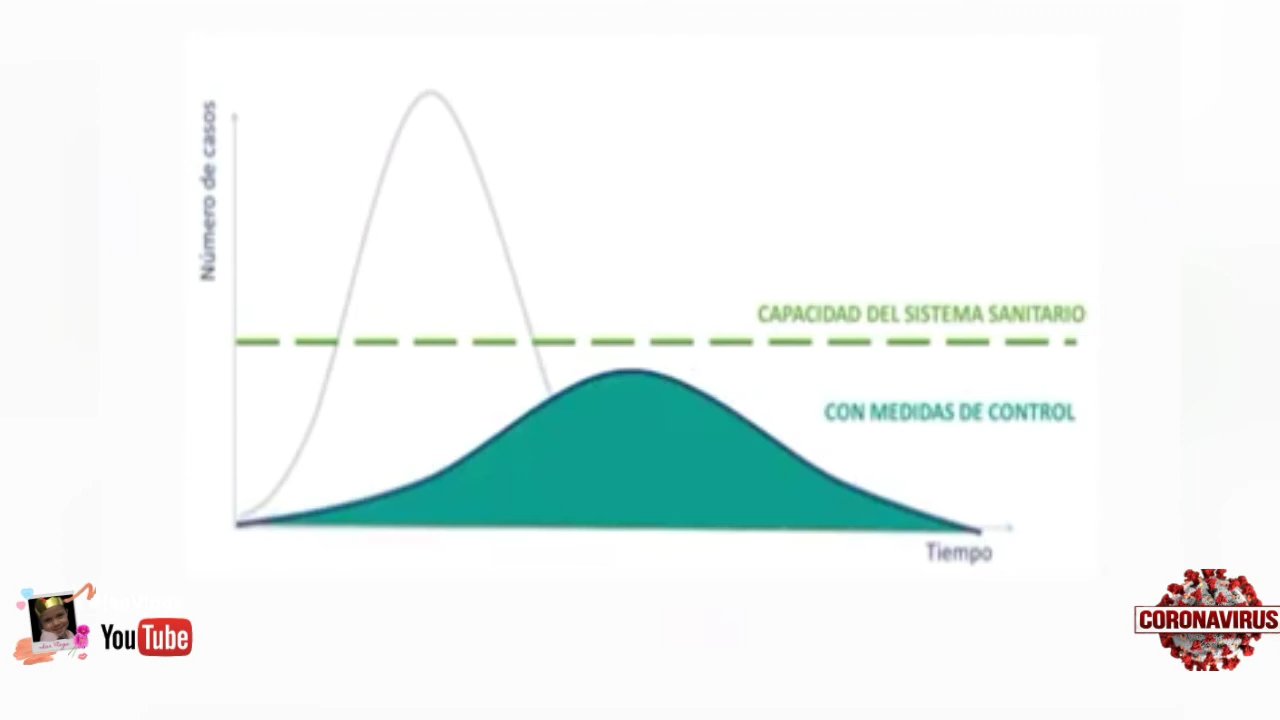 Número de casos
CAPACIDAD DEL SISTEMA SANITARIO
CON MEDIDAS DE CONTROL
Tiempo
YouTube
CORONAVIRUS